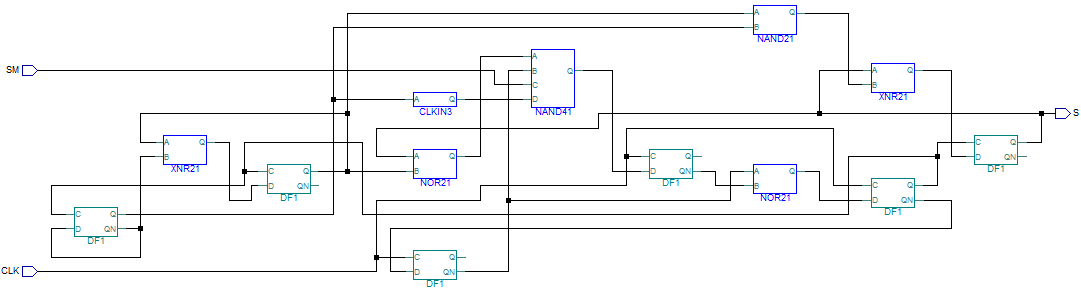 A Q
B
NAND21
SM
A
B Q
C
D
NAND41
A Q
B
XNR21
A Q
CLKIN3
S
A Q
B
XNR21
C Q
D QN
DF1
A Q
B
NOR21
C Q
D QN
DF1
A Q
B
NOR21
C Q
D QN
DF1
C Q
D QN
DF1
C Q
D QN
DF1
C Q
D QN
DF1
CLK